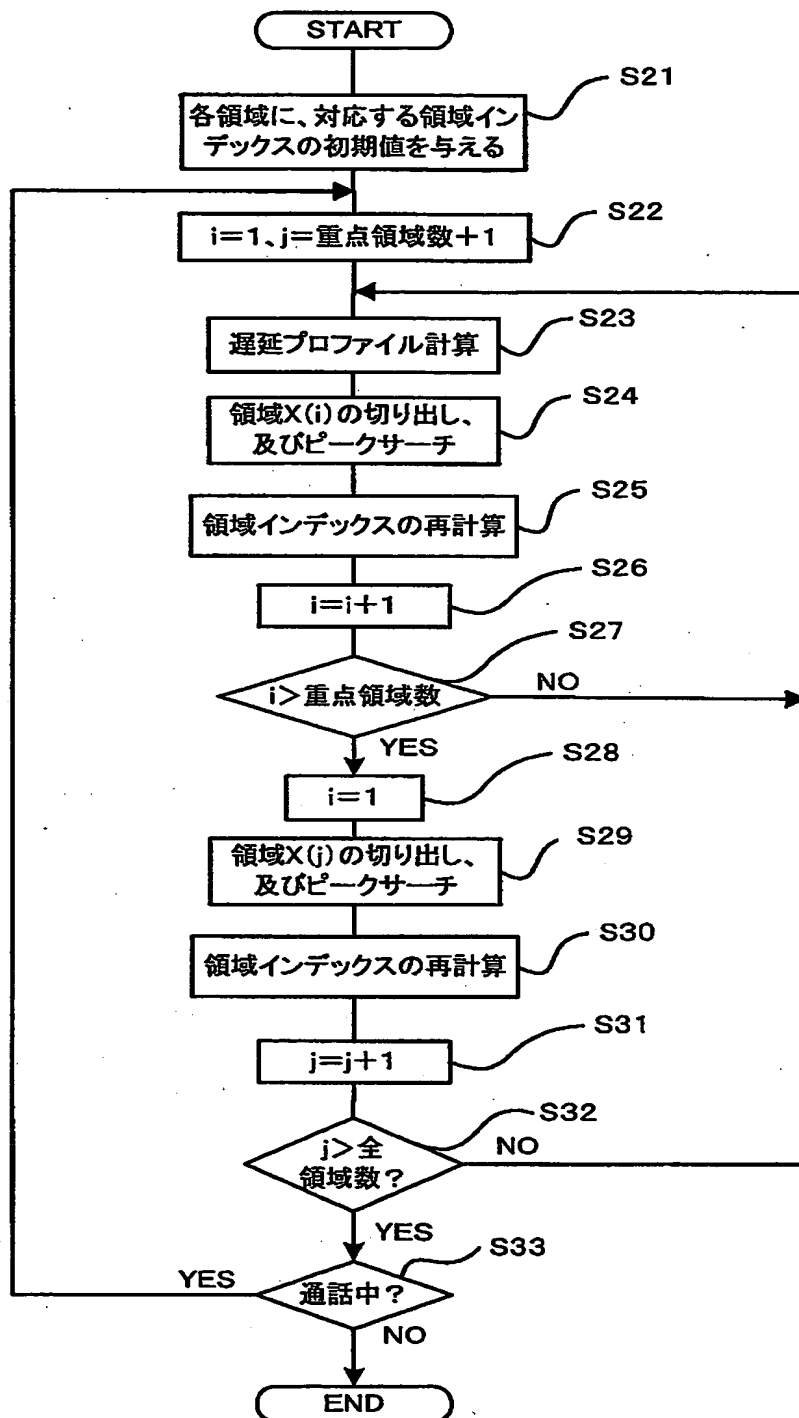 START
S21
各領域に、対応する領域イン
デックスの初期値を与える
S22
i=1、j=重点領域数+1
S23
遅延プロファイル計算
S24
領域X(i)の切り出し、
及びピークサーチ
S25
領域インデックスの再計算
S26
i=i+1
S27
i>重点領域数
NO
YES
S28
i=1
S29
領域X(j)の切り出し、
及びピークサーチ
S30
領域インデックスの再計算
S31
j=j+1
S32
j>全
領域数?
NO
YES
S33
YES
通話中?
NO
END